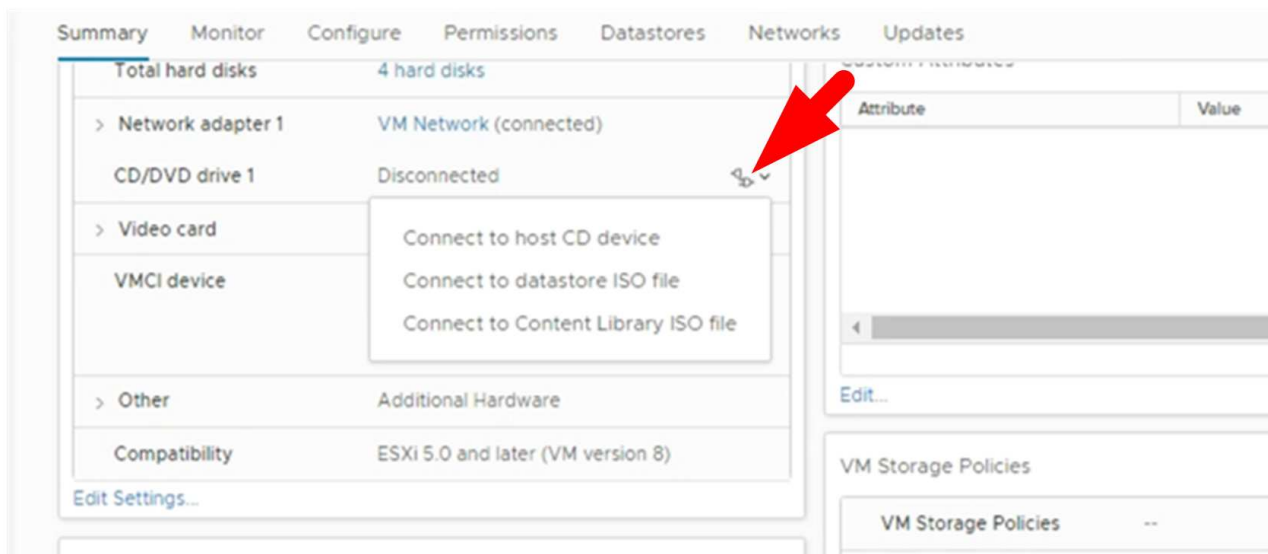 Summary Monitor Configure Permissions Datastores Networks Updates
Total hard disks 4 hard disks
Network adapter 1 VM Network (connected)
CD/DVD drive 1 Disconnected
Video card
Connect to host CD device
VMCI device
Connect to datastore ISO file
Connect to Content Library ISO file
Other Additional Hardware
Compatibility ESXi 5.0 and later (VM version 8)
Edit Settings...
Custom Attributes
Attribute Value
Edit...
VM Storage Policies
VM Storage Policies --